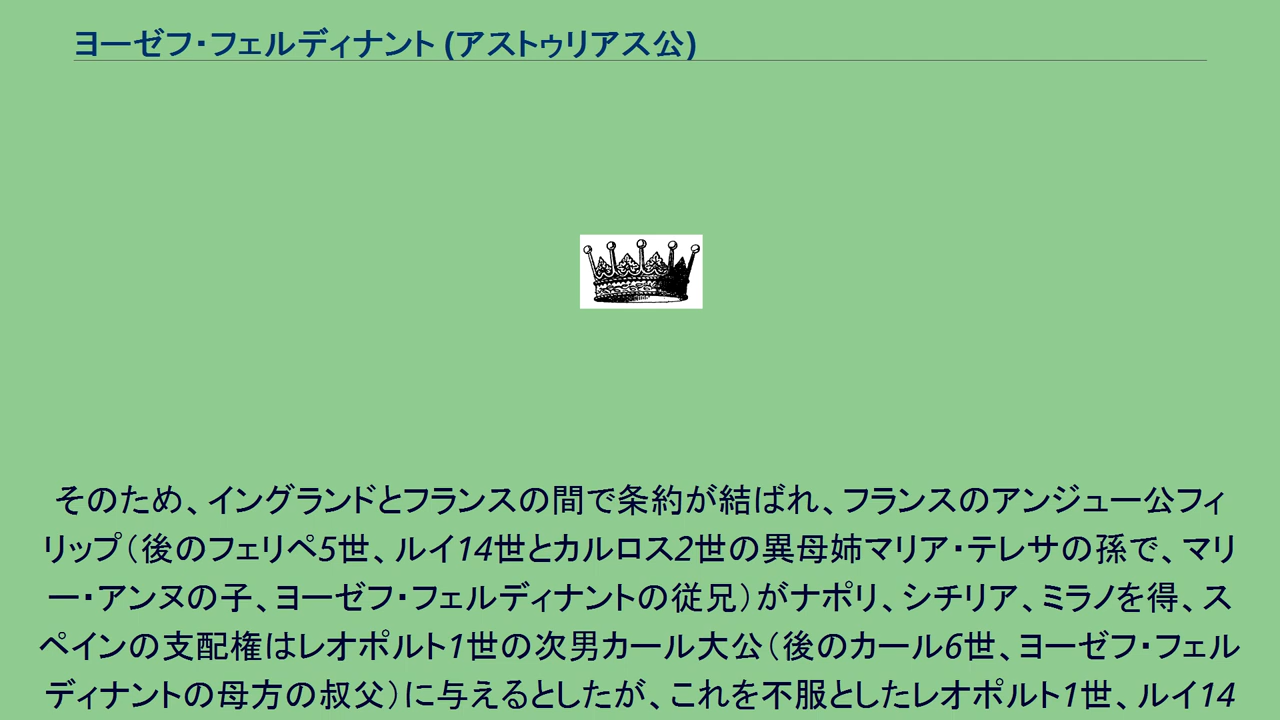 ヨーゼフ・フェルディナント (アストゥリアス公)
そのため、イングランドとフランスの間で条約が結ばれ、フランスのアンジュー公フィ
リップ（後のフェリペ5世、ルイ14世とカルロス2世の異母姉マリア・テレサの孫で、マリ
ー・アンヌの子、ヨーゼフ・フェルディナントの従兄）がナポリ、シチリア、ミラノを得、ス
ペインの支配権はレオポルト1世の次男カール大公（後のカール6世、ヨーゼフ・フェル
ディナントの母方の叔父）に与えるとしたが、これを不服としたレオポルト1世、ルイ14